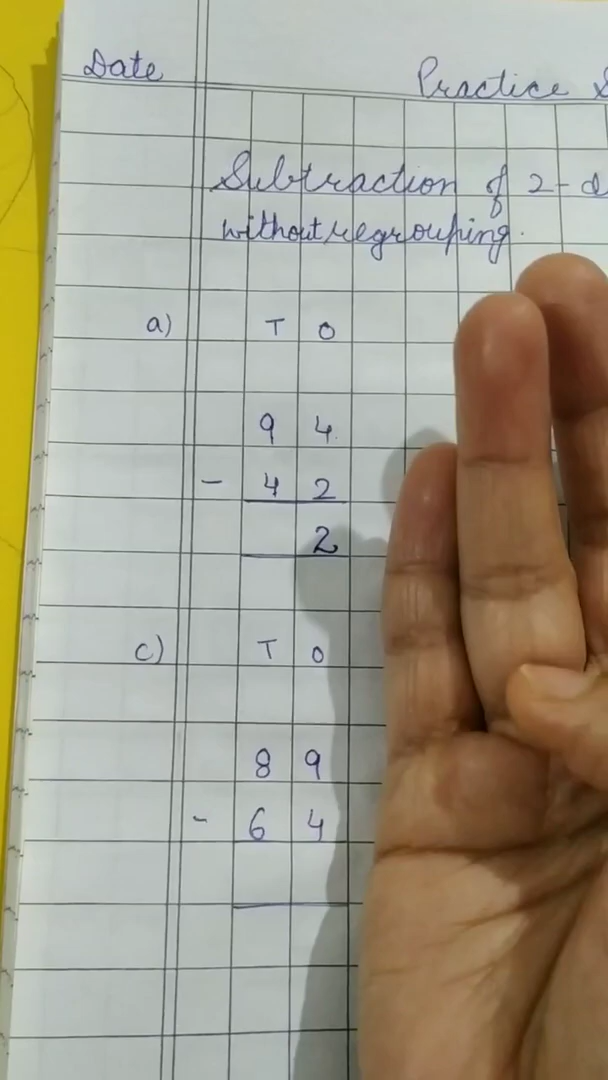 Date
Practice
Subtraction of 2-d
without regrouping.
a) T O
9 4
- 4 2
2
c) T O
8 9
- 6 4